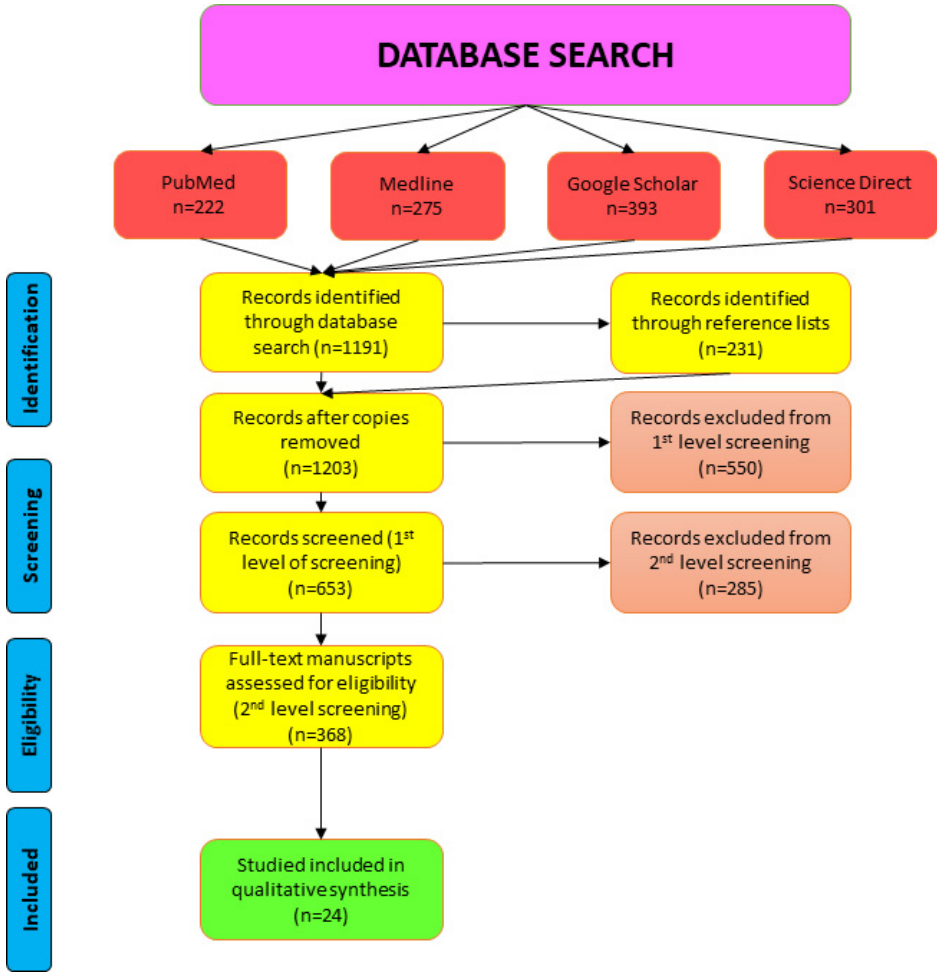 DATABASE SEARCH
PubMed
n=222
Medline
n=275
Google Scholar
n=393
Science Direct
n=301
Identification
Records identified
through database
search (n=1191)
Records identified
through reference lists
(n=231)
Records after copies
removed
(n=1203)
Records excluded from
1st level screening
(n=550)
Screening
Records screened (1st
level of screening)
(n=653)
Records excluded from
2nd level screening
(n=285)
Eligibility
Full-text manuscripts
assessed for eligibility
(2nd level screening)
(n=368)
Included
Studied included in
qualitative synthesis
(n=24)